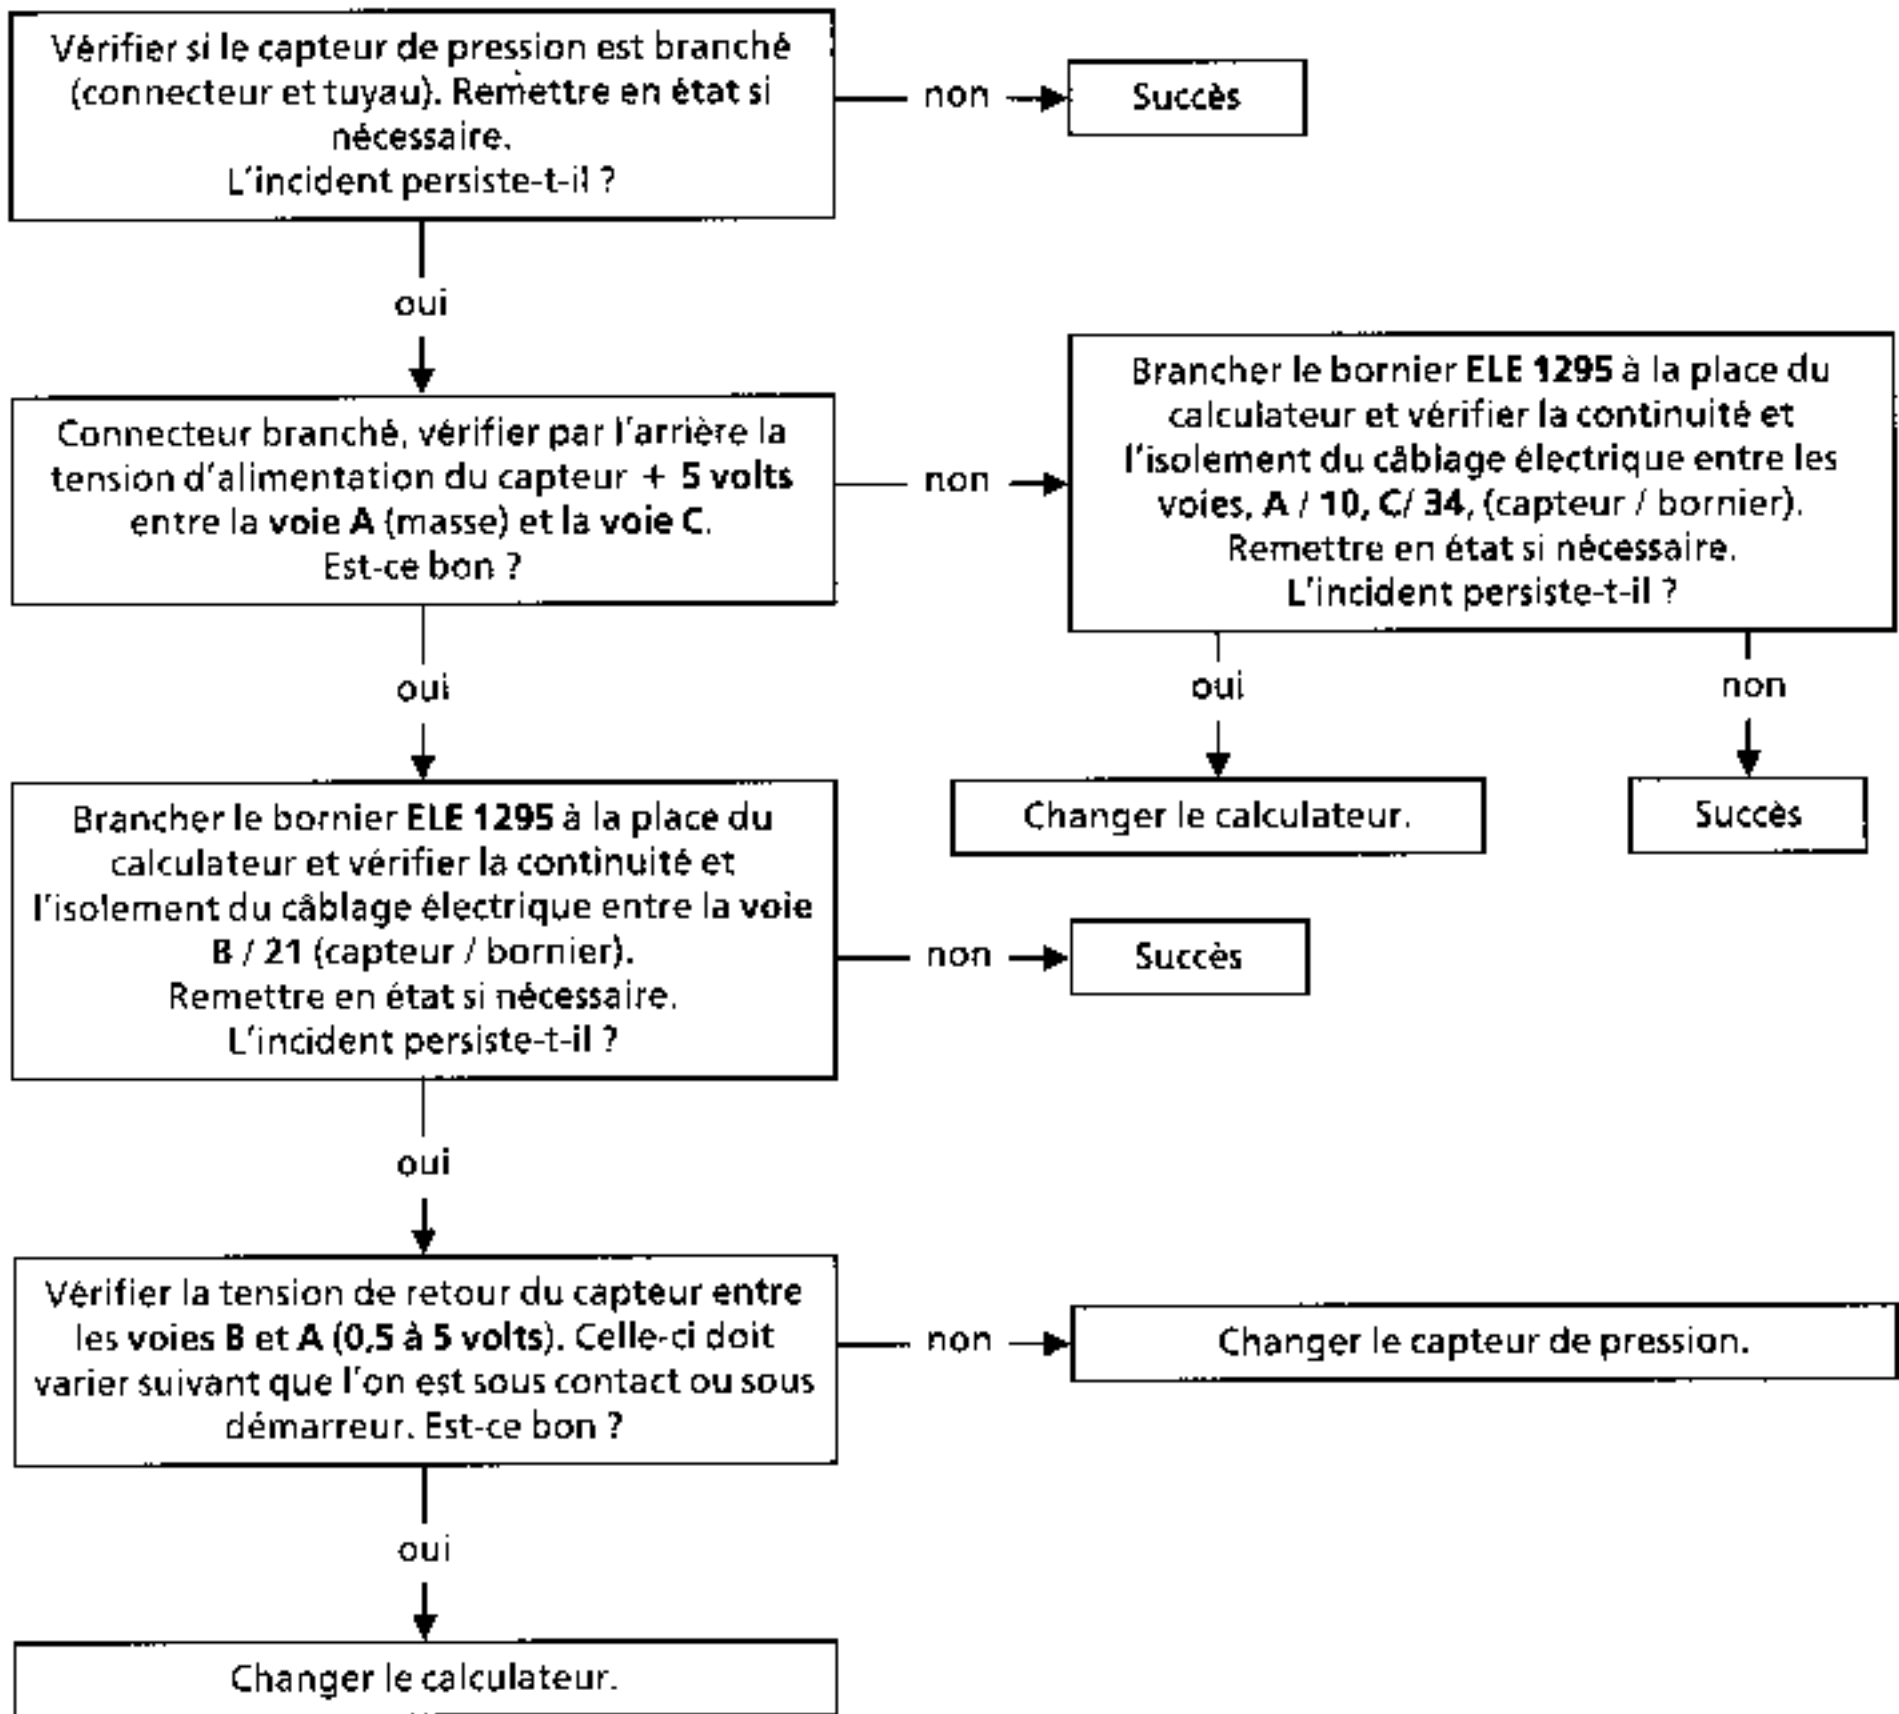 Vérifier si le capteur de pression est branché
(connecteur et tuyau). Remettre en état si
nécessaire.
L'incident persiste-t-il ?
non
Succès
oui
Connecteur branché, vérifier par l'arrière la
tension d'alimentation du capteur + 5 volts
entre la voie A (masse) et la voie C.
Est-ce bon ?
non
Brancher le bornier ELE 1295 à la place du
calculateur et vérifier la continuité et
l'isolement du câblage électrique entre les
voies, A / 10, C/ 34, (capteur / bornier).
Remettre en état si nécessaire.
L'incident persiste-t-il ?
oui
oui
non
Changer le calculateur.
Succès
Brancher le bornier ELE 1295 à la place du
calculateur et vérifier la continuité et
l'isolement du câblage électrique entre la voie
B / 21 (capteur / bornier).
Remettre en état si nécessaire.
L'incident persiste-t-il ?
non
Succès
oui
Vérifier la tension de retour du capteur entre
les voies B et A (0,5 à 5 volts). Celle-ci doit
varier suivant que l'on est sous contact ou sous
démarreur. Est-ce bon ?
non
Changer le capteur de pression.
oui
Changer le calculateur.